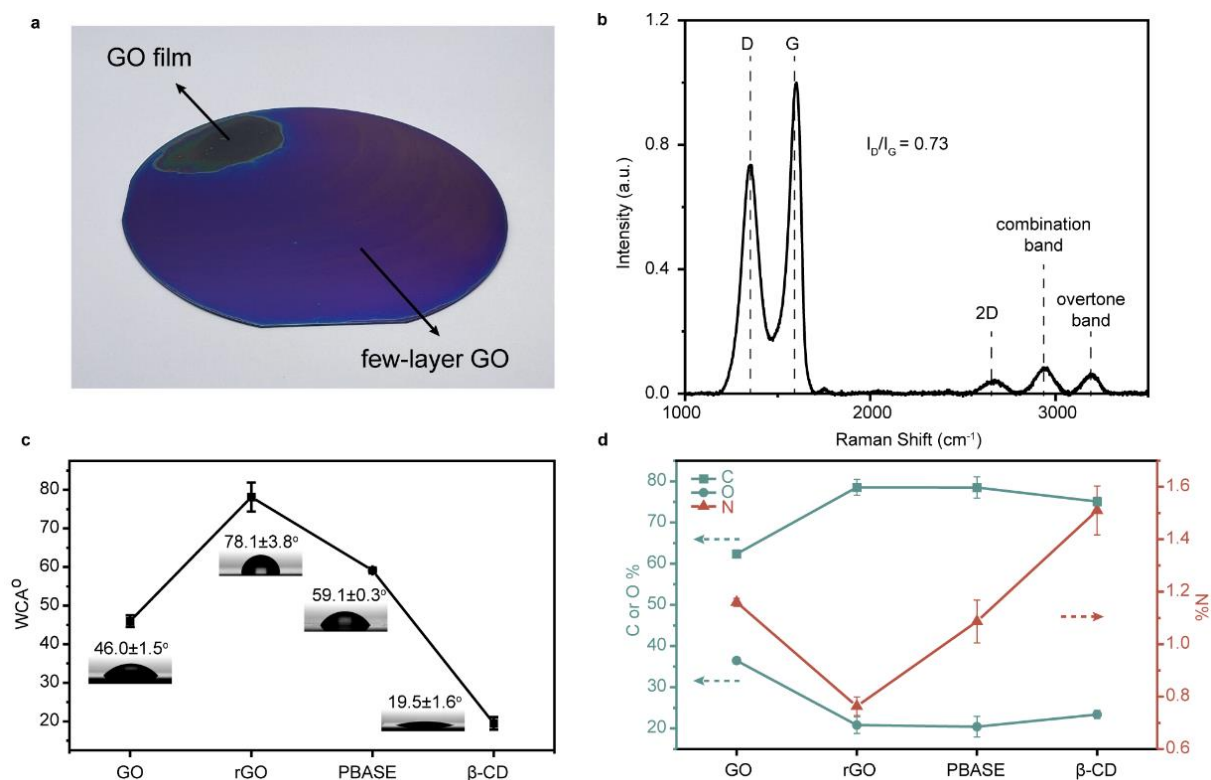 a
GO film
few-layer GO
b
1.2
0.8
0.4
0.0
Intensity (a.u.)
D
G
I_D/I_G = 0.73
2D
combination
band
overtone
band
1000
2000
3000
Raman Shift (cm⁻¹)
c
80
70
60
50
40
30
20
WCA°
46.0±1.5°
78.1±3.8°
59.1±0.3°
19.5±1.6°
GO
rGO
PBASE
β-CD
d
80
70
60
50
40
30
20
C or O %
C
O
N
1.6
1.4
1.2
1.0
0.8
0.6
N%
GO
rGO
PBASE
β-CD